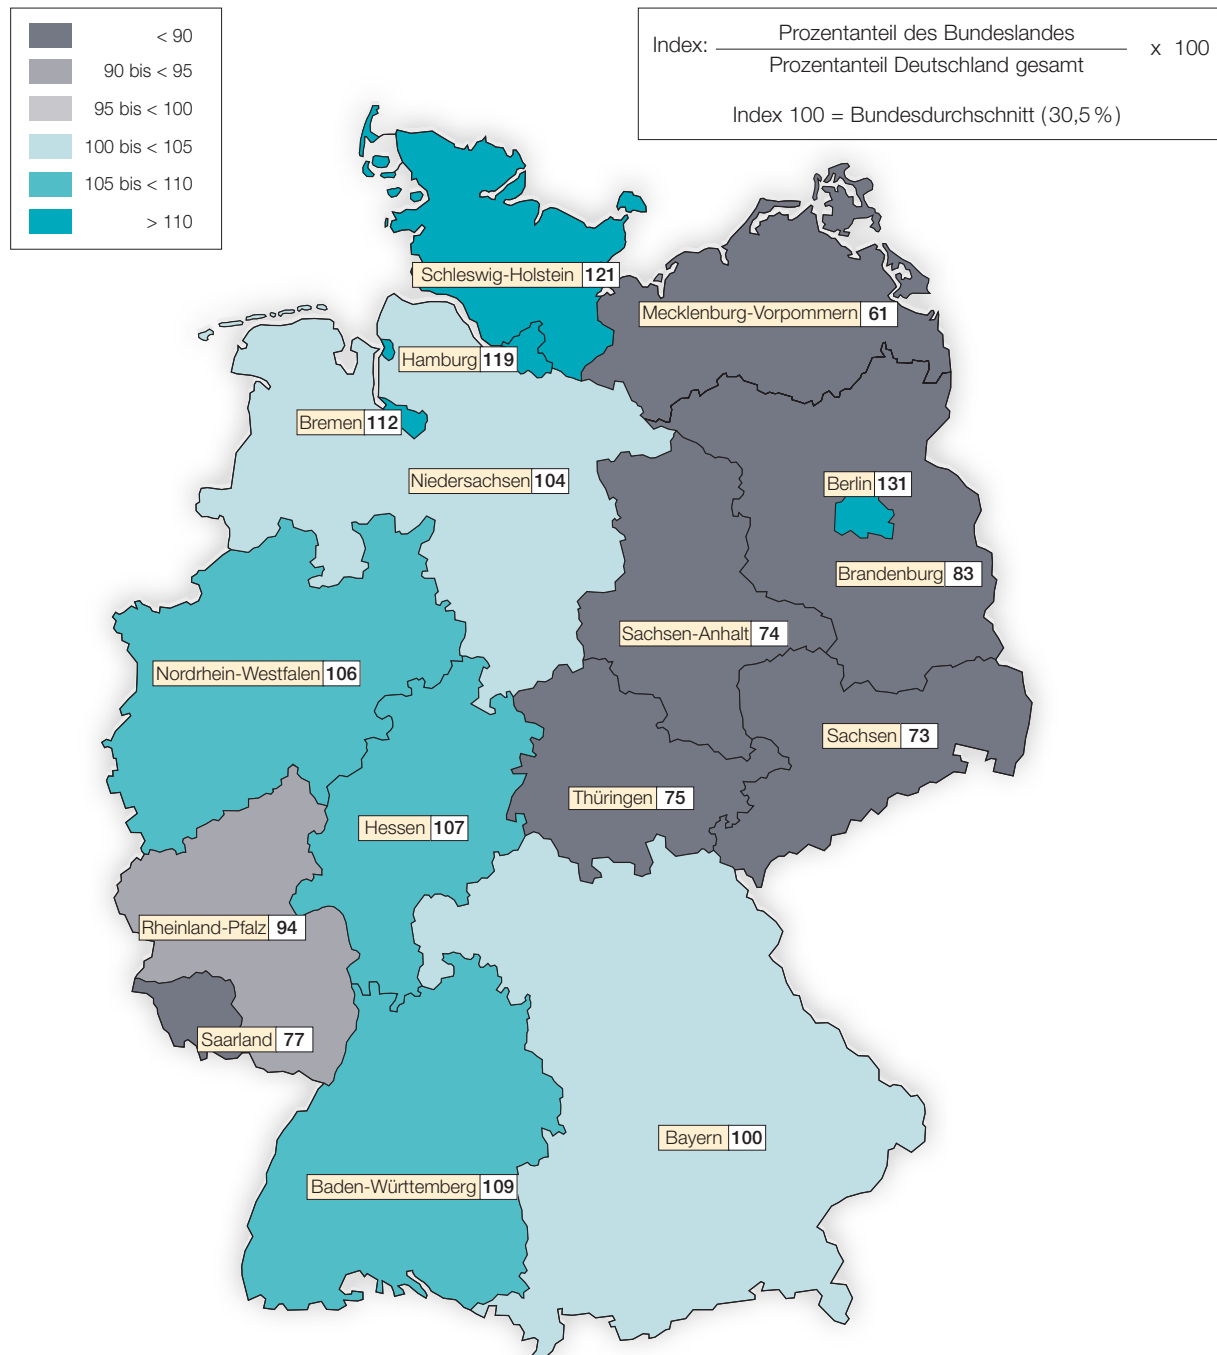 < 90
90 bis < 95
95 bis < 100
100 bis < 105
105 bis < 110
> 110
Index: Prozentanteil des Bundeslandes x 100
Prozentanteil Deutschland gesamt
Index 100 = Bundesdurchschnitt (30,5 %)
Schleswig-Holstein 121
Mecklenburg-Vorpommern 61
Hamburg 119
Bremen 112
Niedersachsen 104
Berlin 131
Brandenburg 83
Sachsen-Anhalt 74
Nordrhein-Westfalen 106
Sachsen 73
Thüringen 75
Hessen 107
Rheinland-Pfalz 94
Saarland 77
Bayern 100
Baden-Württemberg 109